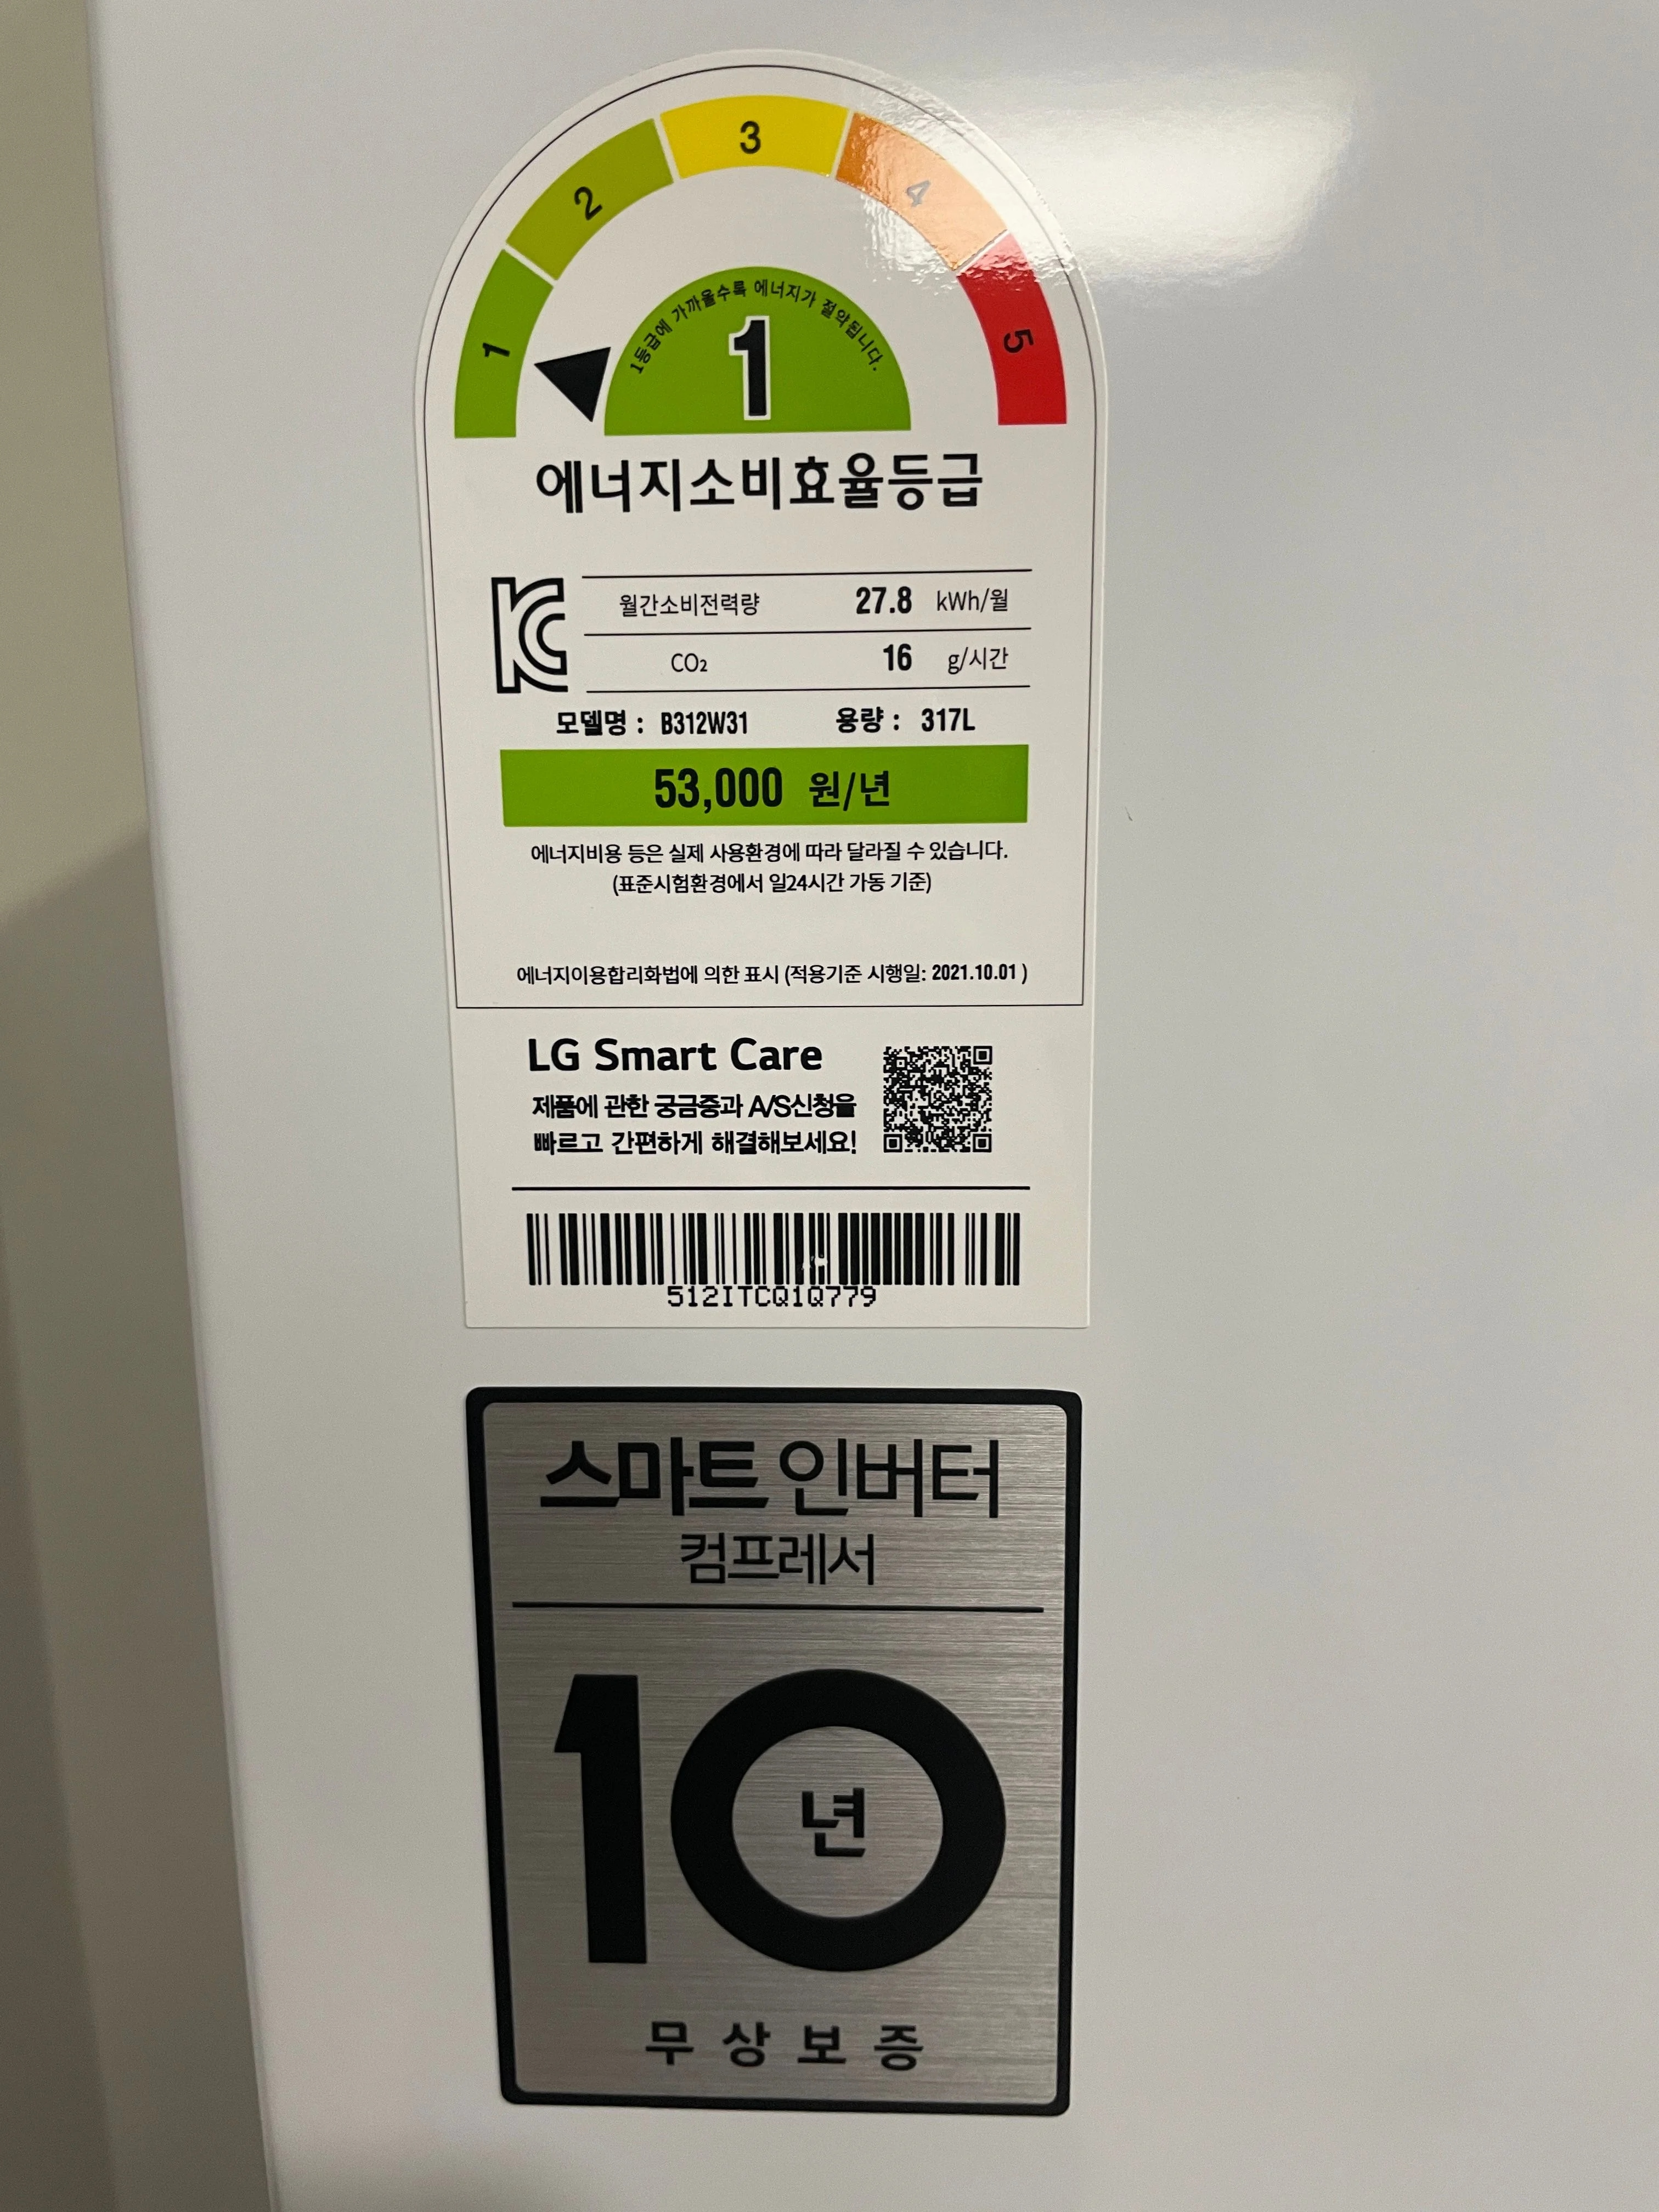 1
2
3
4
5
1등급에 가까울수록 에너지가 절약됩니다.
1
에너지소비효율등급
월간소비전력량 27.8 kWh/월
CO₂ 16 g/시간
모델명 : B312W31 용량 : 317L
53,000 원/년
에너지비용 등은 실제 사용환경에 따라 달라질 수 있습니다.
(표준시험환경에서 일24시간 가동 기준)
에너지이용합리화법에 의한 표시 (적용기준 시행일: 2021.10.01 )
LG Smart Care
제품에 관한 궁금증과 A/S신청을
빠르고 간편하게 해결해보세요!
512ITCQ1Q779
스마트 인버터
컴프레서
10
년
무상보증